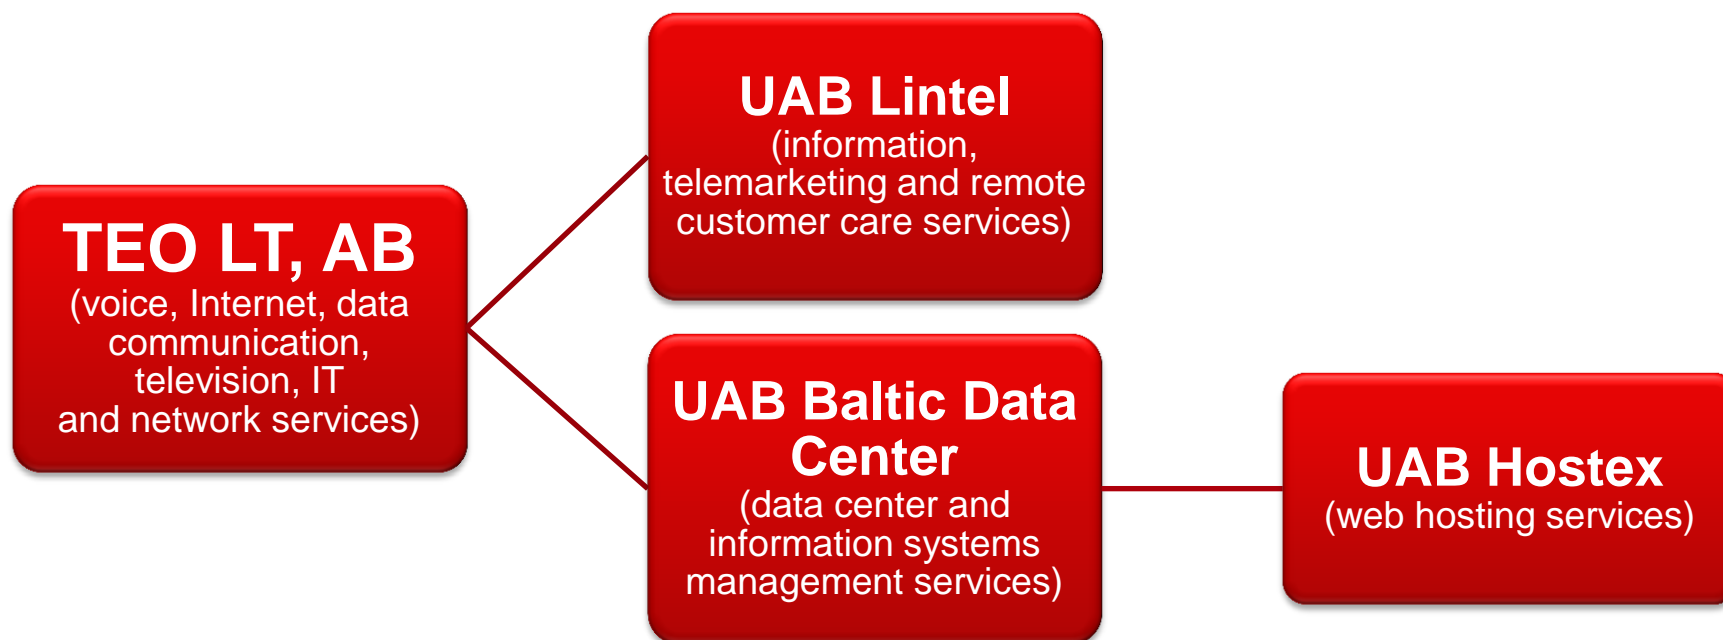 TEO LT, AB
(voice, Internet, data
communication,
television, IT
and network services)
UAB Lintel
(information,
telemarketing and remote
customer care services)
UAB Baltic Data
Center
(data center and
information systems
management services)
UAB Hostex
(web hosting services)